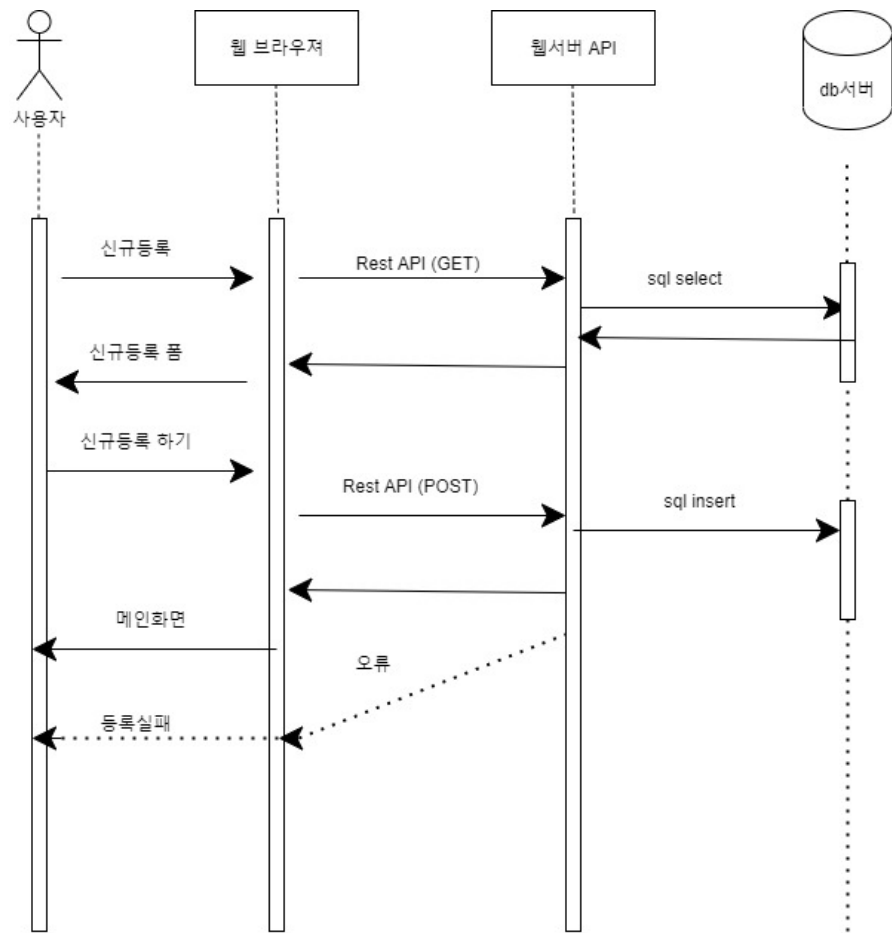 웹 브라우져
웹서버 API
db서버
사용자
신규등록
Rest API (GET)
sql select
신규등록 폼
신규등록 하기
Rest API (POST)
sql insert
메인화면
오류
등록실패